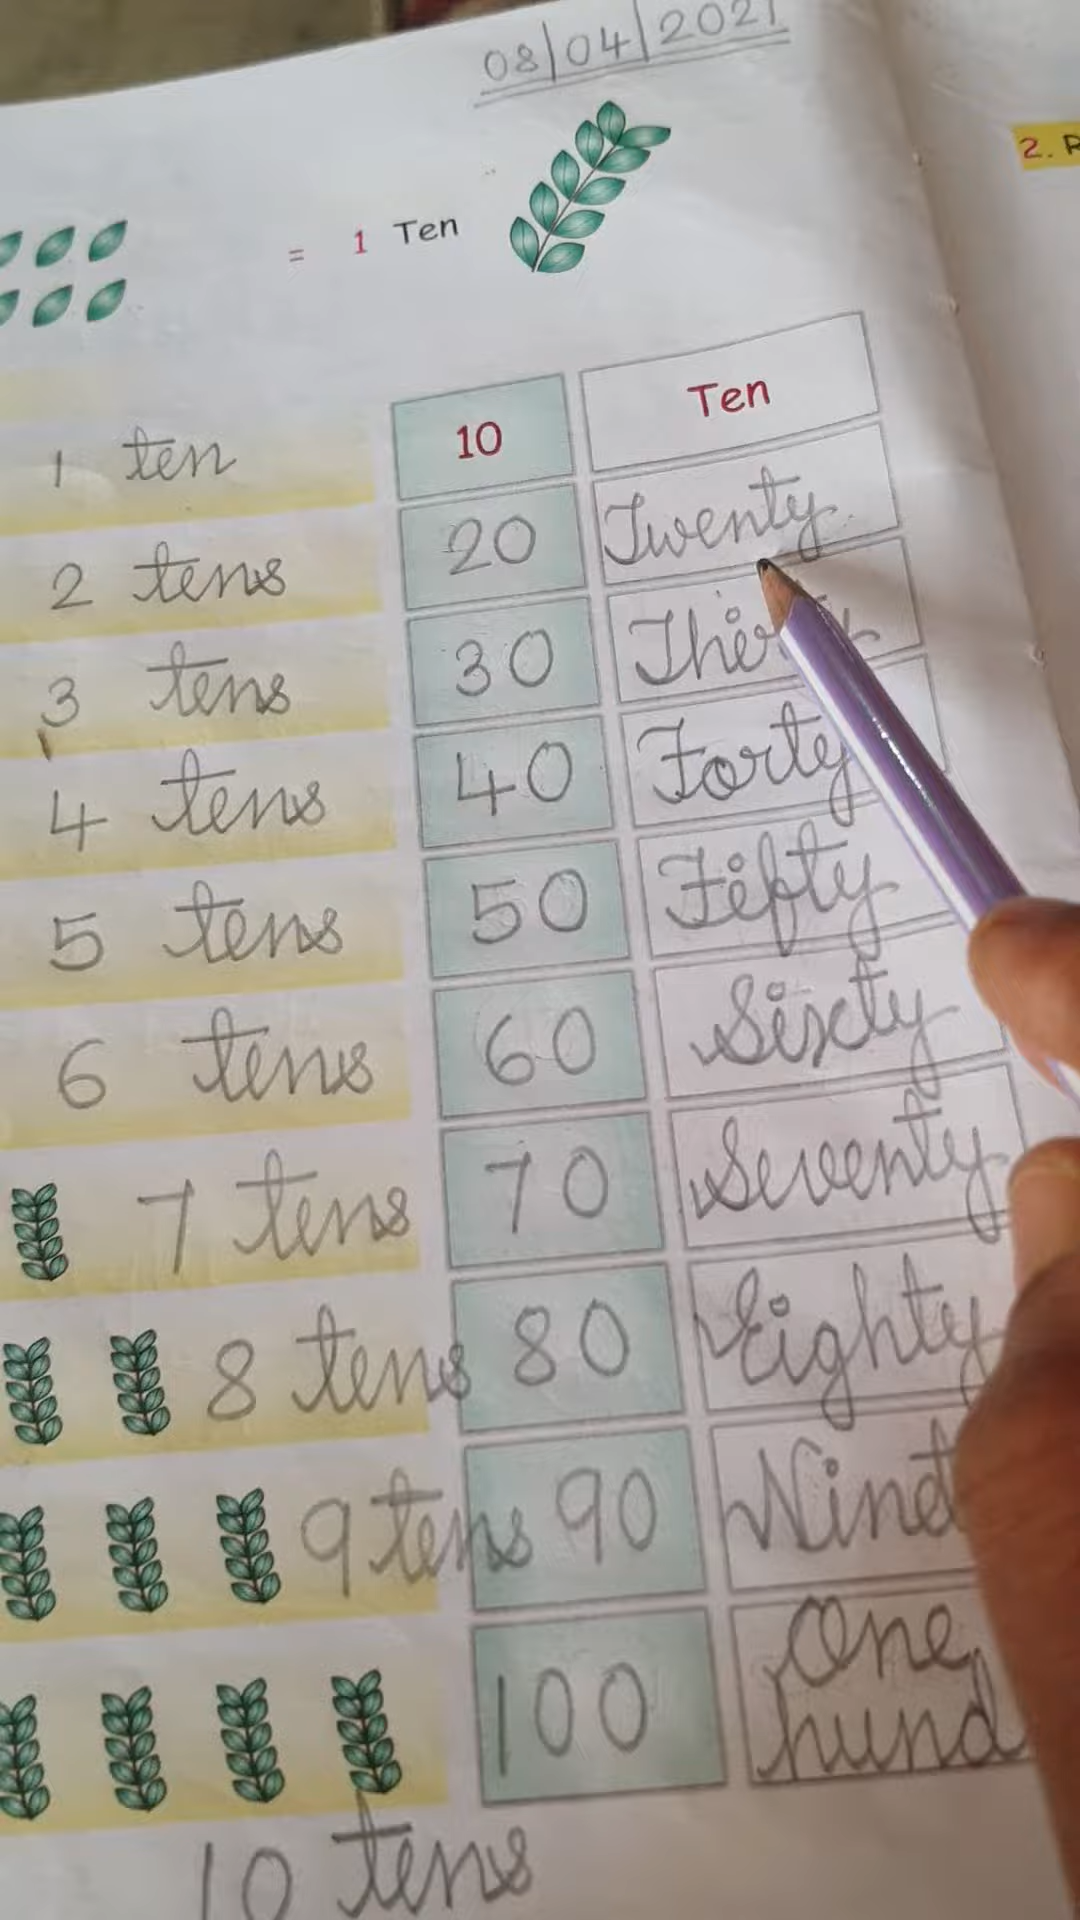 08/04/2021
2.
= 1 Ten
1 ten 10 Ten
2 tens 20 Twenty
3 tens 30
4 tens 40 Forty
5 tens 50 Fifty
6 tens 60 Sixty
7 tens 70 Seventy
8 tens 80 Eighty
9 tens 90
100 One
10 tens